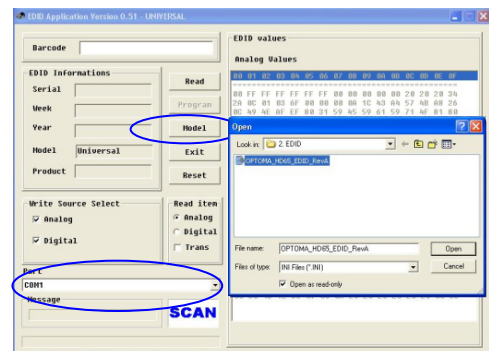 EDID Application Version 0.51 - UNIVERSAL
Barcode
EDID Informations
Serial
Week
Year
Model Universal
Product
Read
Program
Model
Exit
Reset
Write Source Select
Analog
Digital
Read item
Analog
Digital
Trans
Port
COM1
Message
SCAN
EDID values
Analog Values
00 01 02 03 04 05 06 07 08 09 0A 0B 0C 0D 0E 0F
Open
Look in: 2. EDID
OPTOMA_HD65_EDID_RevA
File name: OPTOMA_HD65_EDID_RevA
Open
Files of type: INI Files (*.INI)
Cancel
Open as read-only